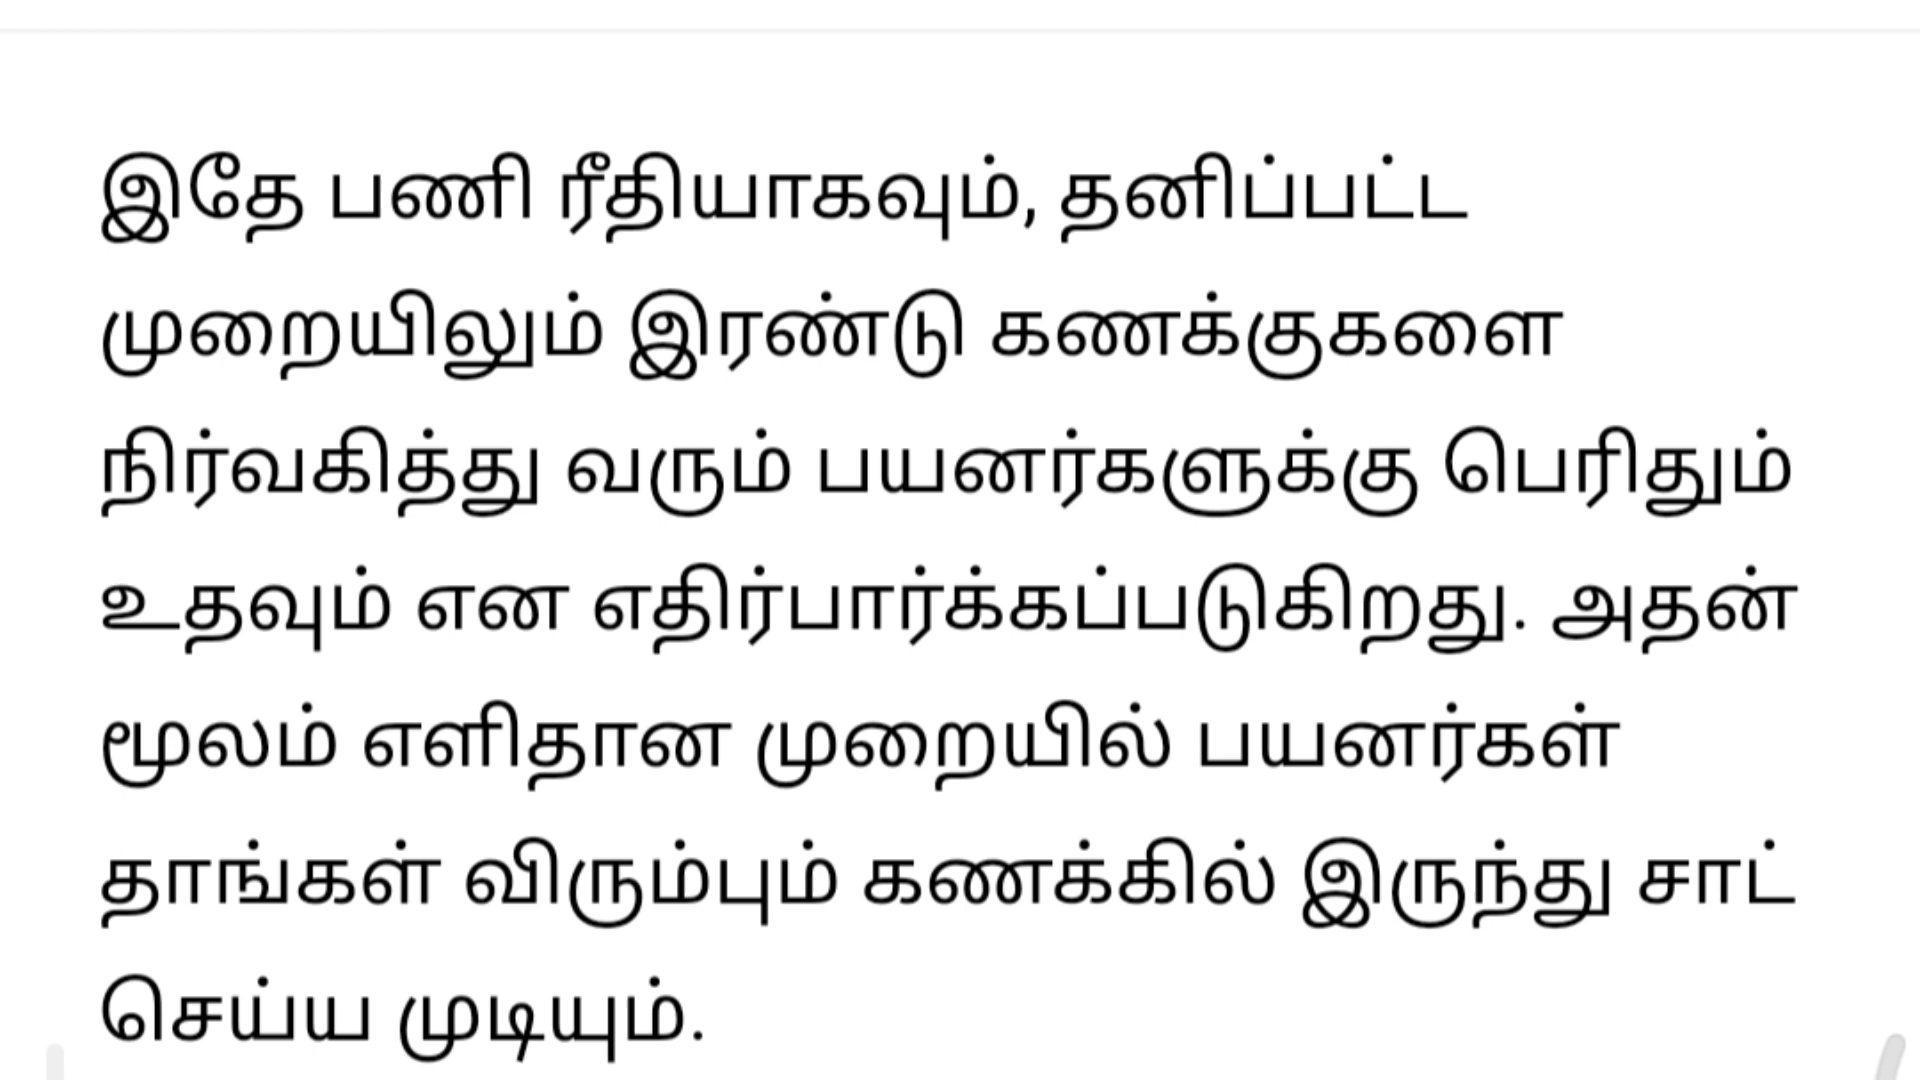 இதே பணி ரீதியாகவும், தனிப்பட்ட
முறையிலும் இரண்டு கணக்குகளை
நிர்வகித்து வரும் பயனர்களுக்கு பெரிதும்
உதவும் என எதிர்பார்க்கப்படுகிறது. அதன்
மூலம் எளிதான முறையில் பயனர்கள்
தாங்கள் விரும்பும் கணக்கில் இருந்து சாட்
செய்ய முடியும்.